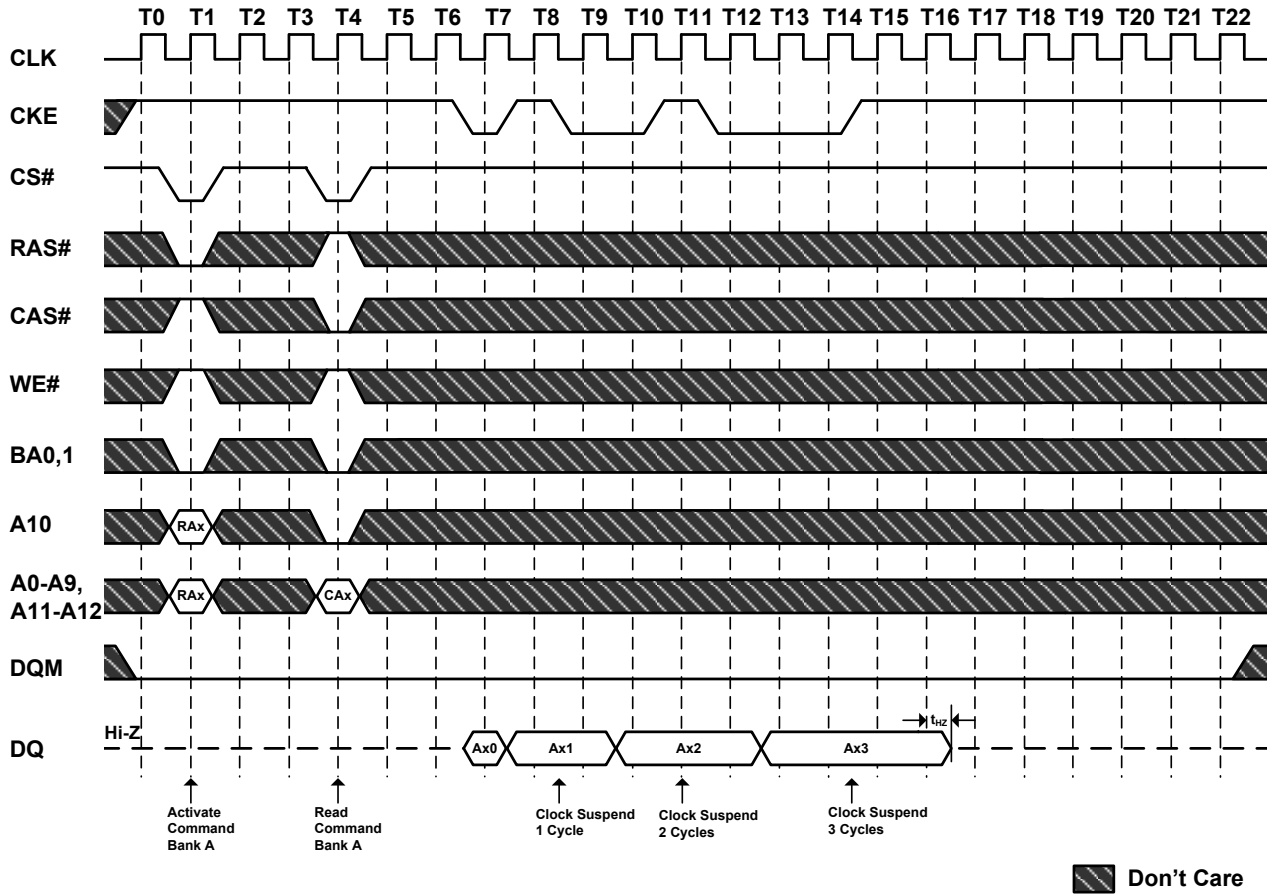 T0 T1 T2 T3 T4 T5 T6 T7 T8 T9 T10 T11 T12 T13 T14 T15 T16 T17 T18 T19 T20 T21 T22
CLK
CKE
CS#
RAS#
CAS#
WE#
BA0,1
A10
RAx
A0-A9,
A11-A12
RAx
CAx
DQM
tHZ
Hi-Z
DQ
Ax0
Ax1
Ax2
Ax3
Activate
Command
Bank A
Read
Command
Bank A
Clock Suspend
1 Cycle
Clock Suspend
2 Cycles
Clock Suspend
3 Cycles
Don't Care